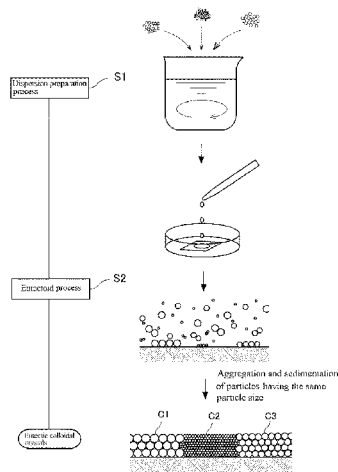 S1
Dispersion preparation
process
S2
Eutectoid process
Aggregation and sedimentation
of particles having the same
particle size
C1
C2
C3
Eutectic colloidal
crystals